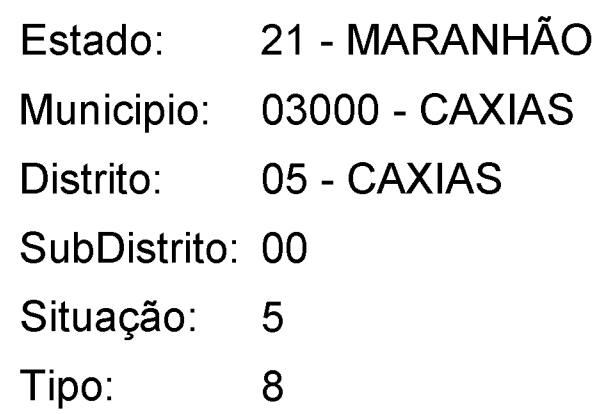 Estado: 21 - MARANHÃO
Municipio: 03000 - CAXIAS
Distrito: 05 - CAXIAS
SubDistrito: 00
Situação: 5
Tipo: 8